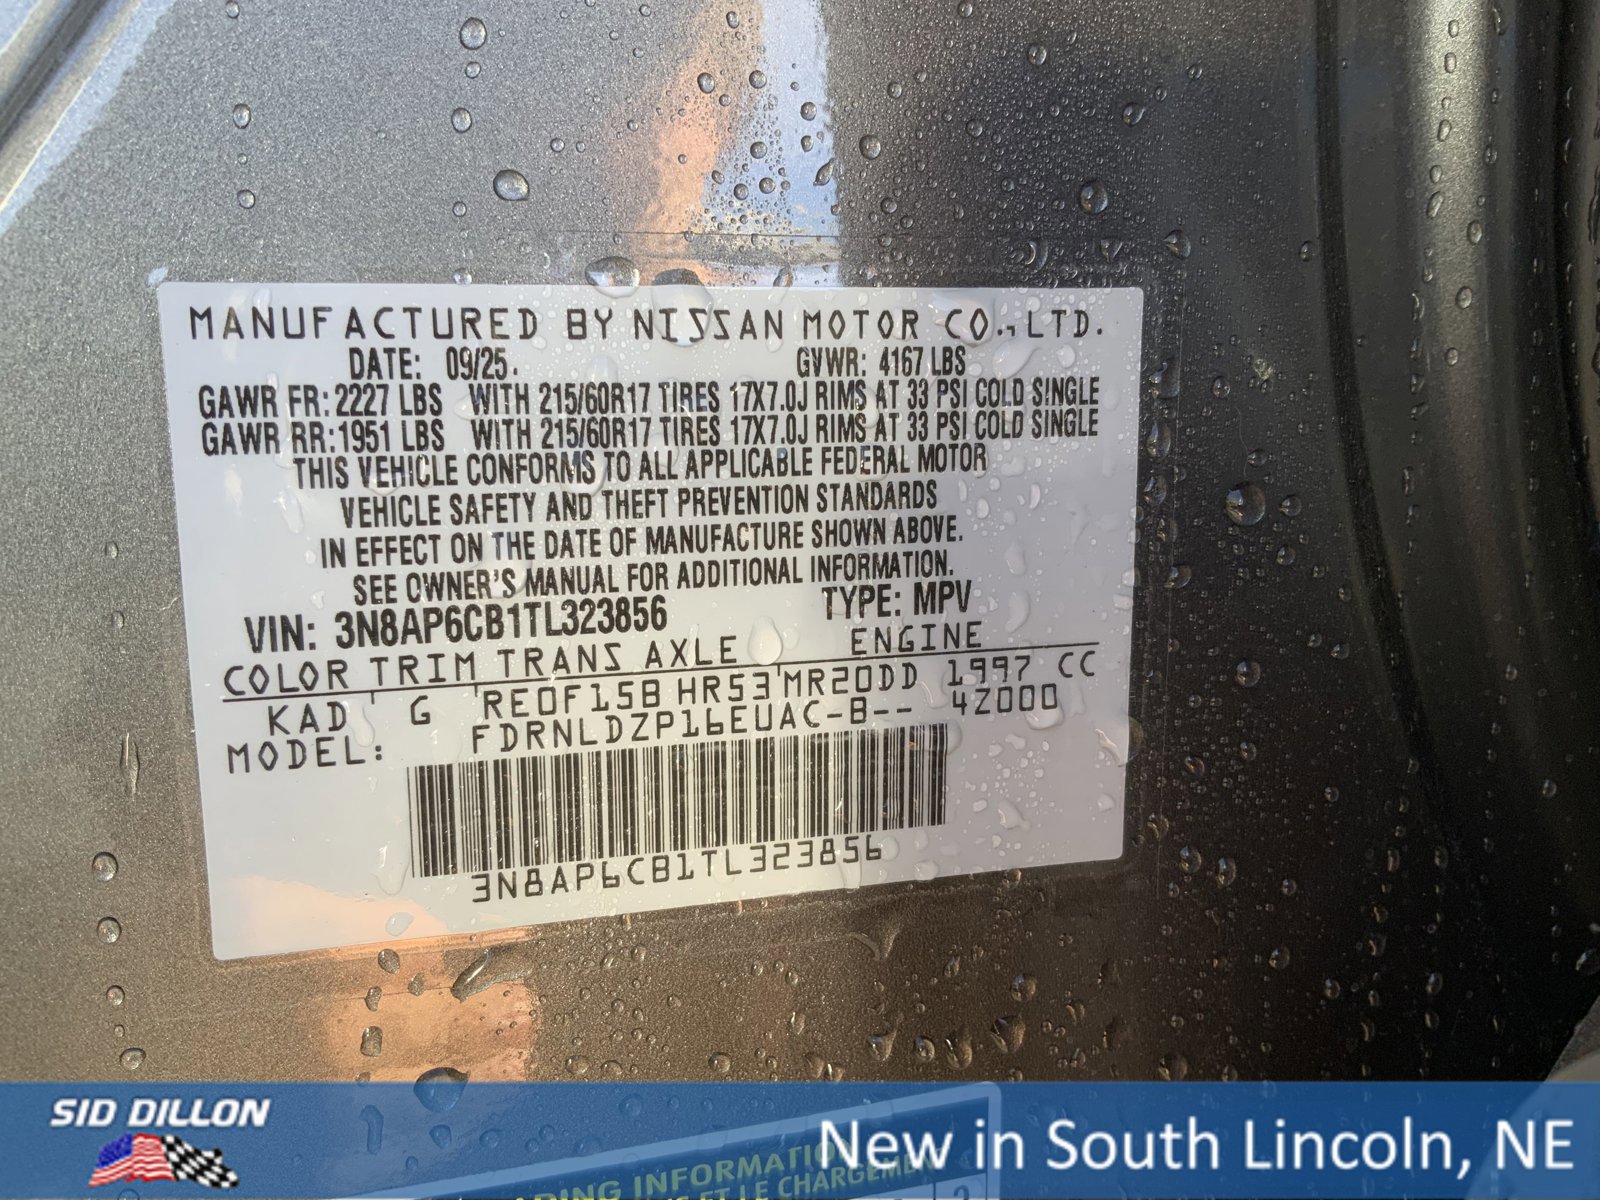 MANUFACTURED BY NISSAN MOTOR CO., LTD.
DATE: 09/25. GVWR: 4167 LBS
GAWR FR: 2227 LBS WITH 215/60R17 TIRES 17X7.0J RIMS AT 33 PSI COLD SINGLE
GAWR RR: 1951 LBS WITH 215/60R17 TIRES 17X7.0J RIMS AT 33 PSI COLD SINGLE
THIS VEHICLE CONFORMS TO ALL APPLICABLE FEDERAL MOTOR
VEHICLE SAFETY AND THEFT PREVENTION STANDARDS
IN EFFECT ON THE DATE OF MANUFACTURE SHOWN ABOVE.
SEE OWNER'S MANUAL FOR ADDITIONAL INFORMATION.
VIN: 3N8AP6CB1TL323856 TYPE: MPV
COLOR TRIM TRANS AXLE ENGINE
KAD G RE0F15B HR53 MR20DD 1997 CC
MODEL: FDRNLDZP16EUAC-B-- 4Z000
3N8AP6CB1TL323856
SID DILLON
New in South Lincoln, NE
INFORMATION
ET LE CHARGEMENT